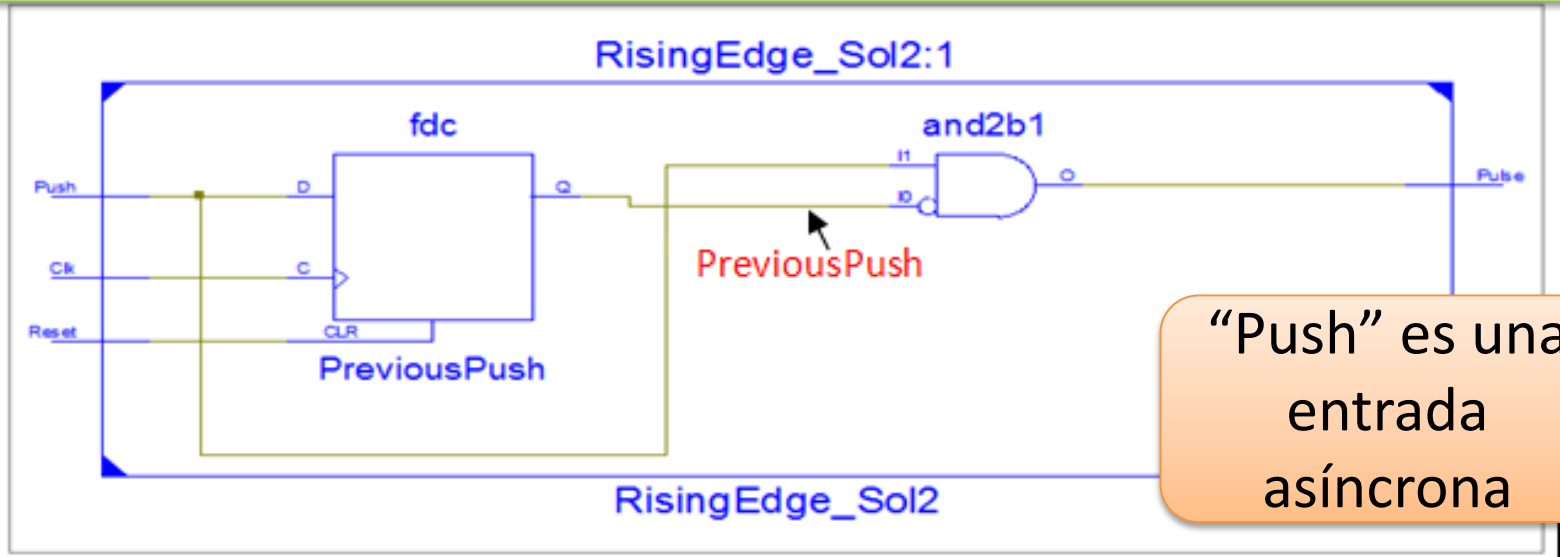 RisingEdge_Sol2:1
fdc
and2b1
Push
D
Q
I1
I0
O
Pulse
PreviousPush
Clk
C
Reset
CLR
PreviousPush
RisingEdge_Sol2
“Push” es una
entrada
asíncrona